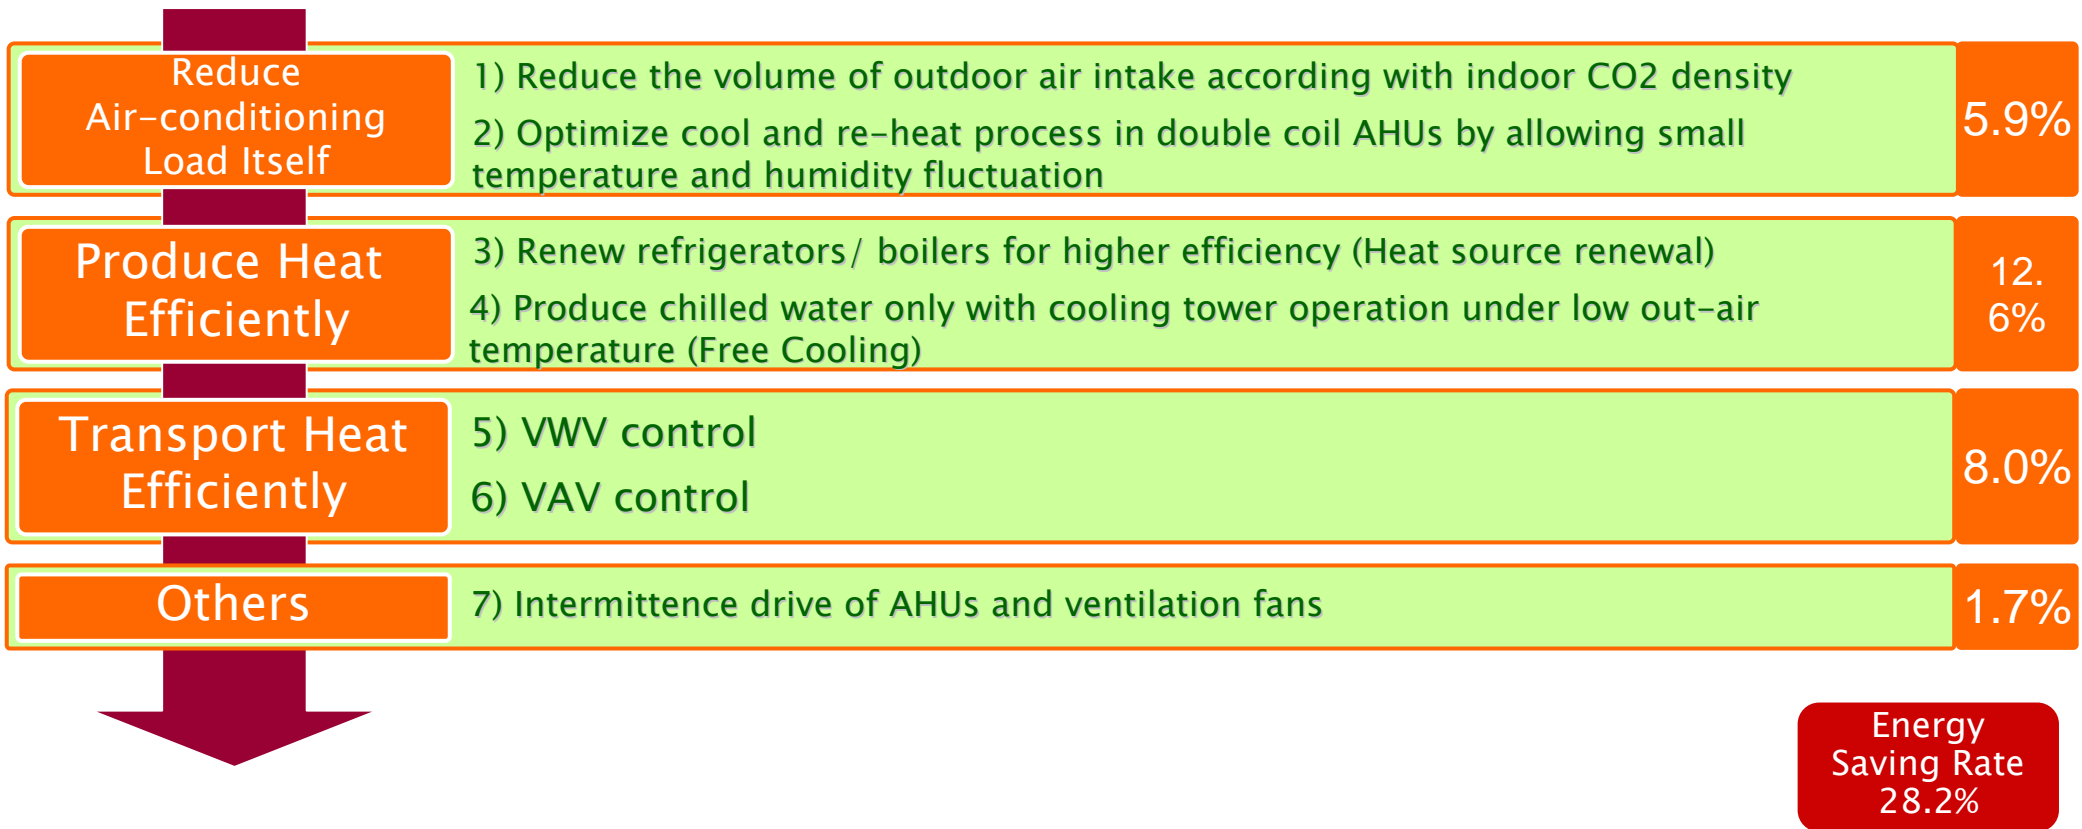 Reduce
Air-conditioning
Load Itself
1) Reduce the volume of outdoor air intake according with indoor CO2 density
2) Optimize cool and re-heat process in double coil AHUs by allowing small
temperature and humidity fluctuation
5.9%
Produce Heat
Efficiently
3) Renew refrigerators/ boilers for higher efficiency (Heat source renewal)
4) Produce chilled water only with cooling tower operation under low out-air
temperature (Free Cooling)
12.
6%
Transport Heat
Efficiently
5) VWV control
6) VAV control
8.0%
Others
7) Intermittence drive of AHUs and ventilation fans
1.7%
Energy
Saving Rate
28.2%